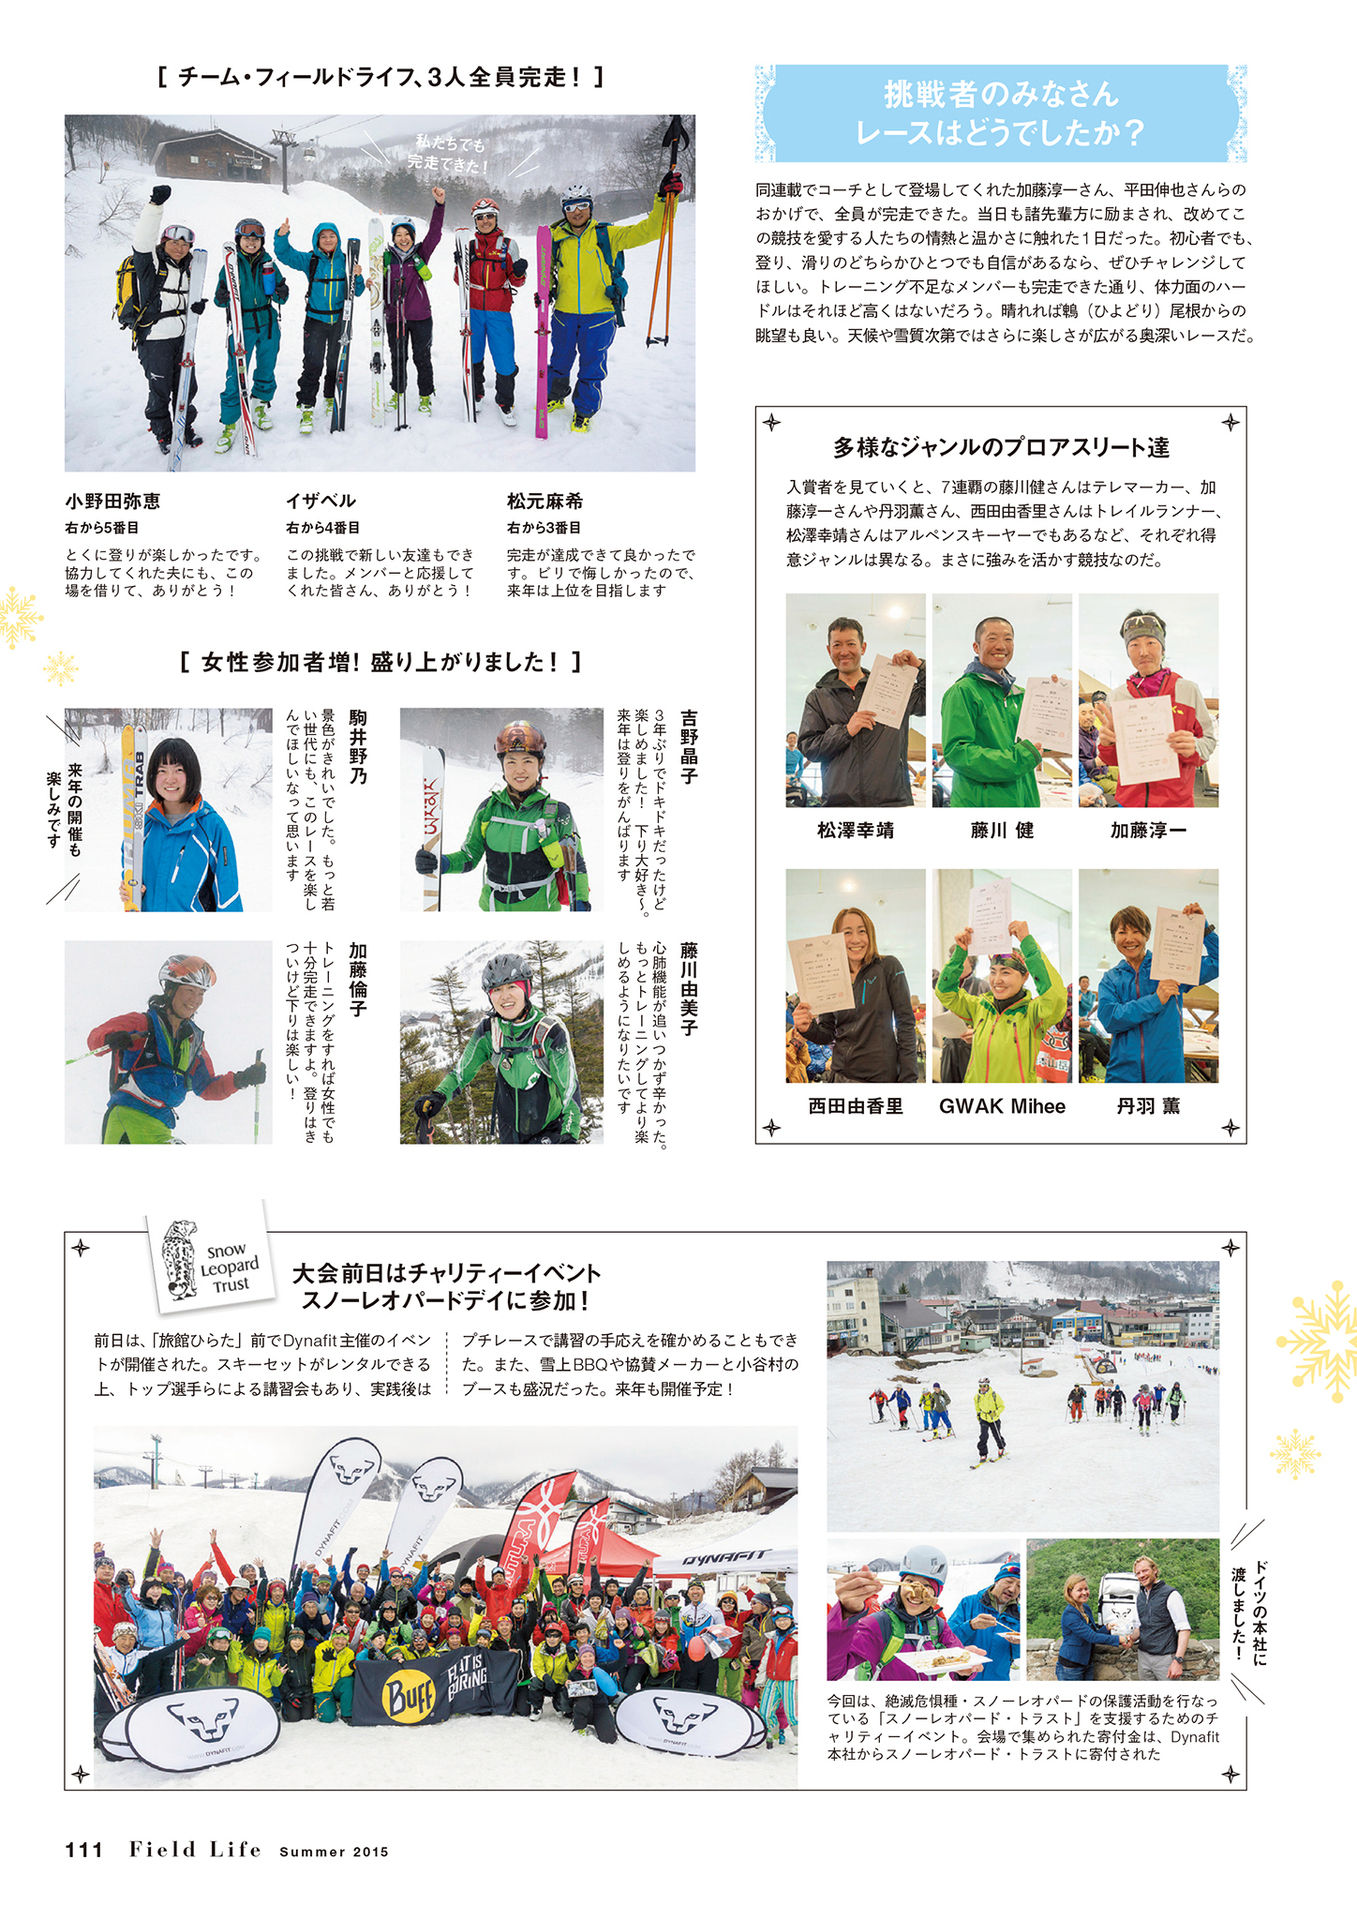 [ チーム・フィールドライフ、3人全員完走！ ]
私たちでも
完走できた！
小野田弥恵
右から5番目
とくに登りが楽しかったです。
協力してくれた夫にも、この
場を借りて、ありがとう！
イザベル
右から4番目
この挑戦で新しい友達もでき
ました。メンバーと応援して
くれた皆さん、ありがとう！
松元麻希
右から3番目
完走が達成できて良かったで
す。ビリで悔しかったので、
来年は上位を目指します
[ 女性参加者増！盛り上がりました！ ]
吉野晶子
3年ぶりでドキドキだったけど
楽しめました！ 下り大好き〜。
来年は登りをがんばります
駒井野乃
景色がきれいでした。もっと若
い世代にも、このレースを楽し
んでほしいなって思います
来年の開催も
楽しみです
SKI TRAB
藤川由美子
心肺機能が追いつかず辛かった。
もっとトレーニングしてより楽
しめるようになりたいです
加藤倫子
トレーニングをすれば女性でも
十分完走できますよ。登りはき
ついけど下りは楽しい！
挑戦者のみなさん
レースはどうでしたか？
同連載でコーチとして登場してくれた加藤淳一さん、平田伸也さんらの
おかげで、全員が完走できた。当日も諸先輩方に励まされ、改めてこ
の競技を愛する人たちの情熱と温かさに触れた1日だった。初心者でも、
登り、滑りのどちらかひとつでも自信があるなら、ぜひチャレンジして
ほしい。トレーニング不足なメンバーも完走できた通り、体力面のハー
ドルはそれほど高くはないだろう。晴れれば鵯（ひよどり）尾根からの
眺望も良い。天候や雪質次第ではさらに楽しさが広がる奥深いレースだ。
多様なジャンルのプロアスリート達
入賞者を見ていくと、7連覇の藤川健さんはテレマーカー、加
藤淳一さんや丹羽薫さん、西田由香里さんはトレイルランナー、
松澤幸靖さんはアルペンスキーヤーでもあるなど、それぞれ得
意ジャンルは異なる。まさに強みを活かす競技なのだ。
松澤幸靖
藤川 健
加藤淳一
西田由香里
GWAK Mihee
丹羽 薫
Snow
Leopard
Trust
大会前日はチャリティーイベント
スノーレオパードデイに参加！
前日は、「旅館ひらた」前でDynafit主催のイベン
トが開催された。スキーセットがレンタルできる
上、トップ選手らによる講習会もあり、実践後は
プチレースで講習の手応えを確かめることもでき
た。また、雪上BBQや協賛メーカーと小谷村の
ブースも盛況だった。来年も開催予定！
DYNAFIT
DYNAFIT
DYNAFIT
BUFF
WWW.DYNAFIT.COM
WWW.DYNAFIT.COM
ドイツの本社に
渡しました！
今回は、絶滅危惧種・スノーレオパードの保護活動を行なっ
ている「スノーレオパード・トラスト」を支援するためのチ
ャリティーイベント。会場で集められた寄付金は、Dynafit
本社からスノーレオパード・トラストに寄付された
111 Field Life Summer 2015